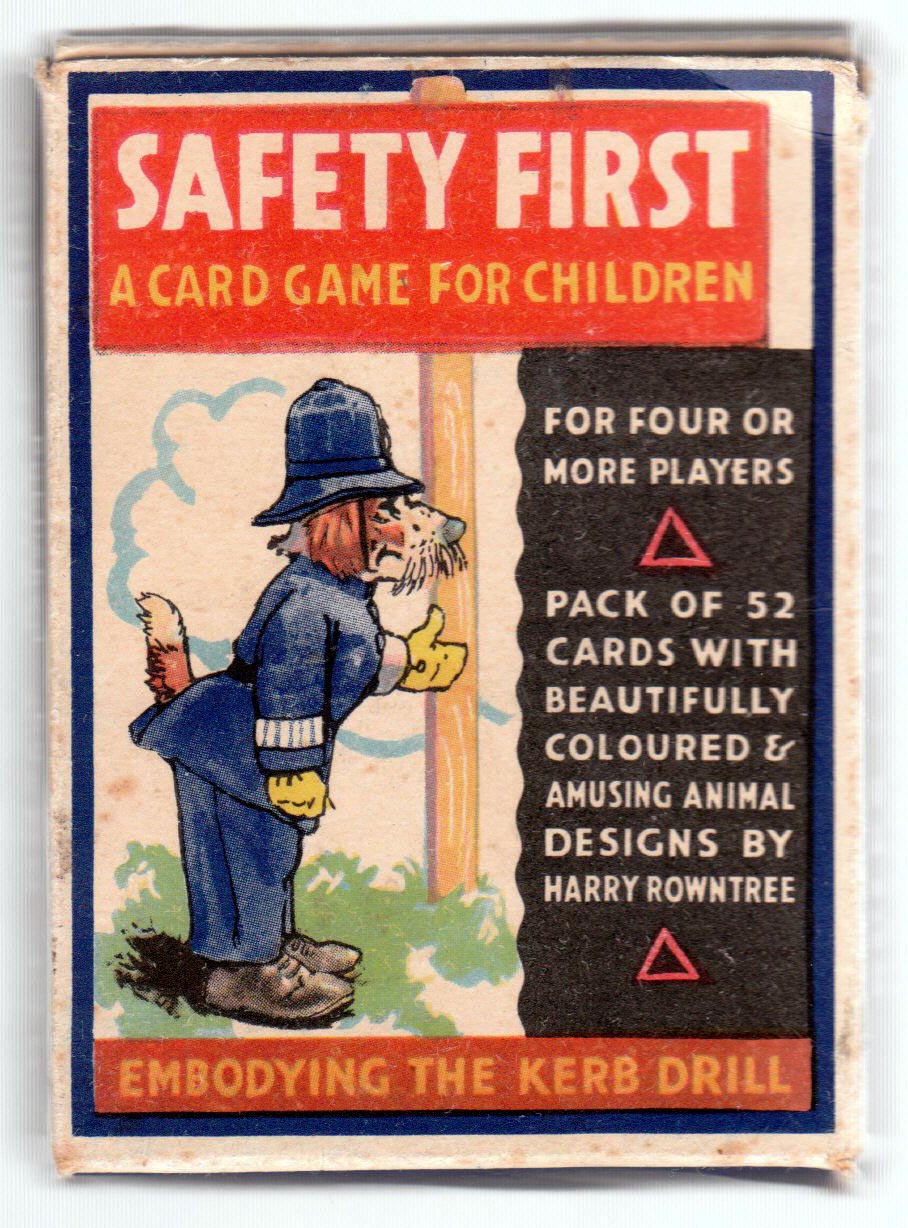 SAFETY FIRST
A CARD GAME FOR CHILDREN
FOR FOUR OR
MORE PLAYERS
PACK OF 52
CARDS WITH
BEAUTIFULLY
COLOURED &
AMUSING ANIMAL
DESIGNS BY
HARRY ROWNTREE
EMBODYING THE KERB DRILL